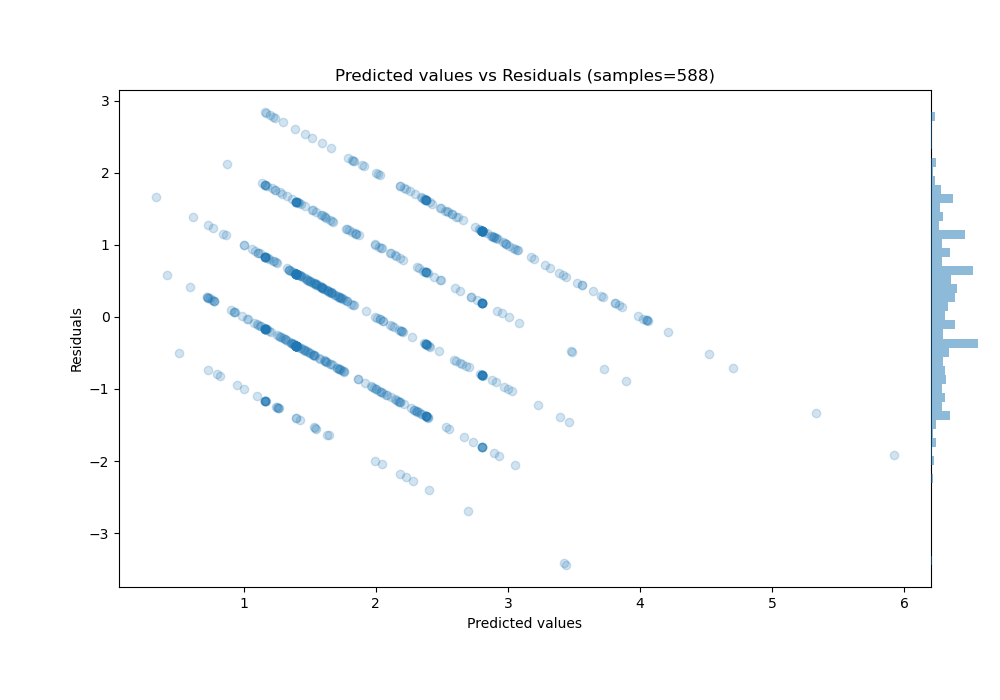 Predicted values vs Residuals (samples=588)
3
2
1
0
−1
−2
−3
Residuals
1 2 3 4 5 6
Predicted values